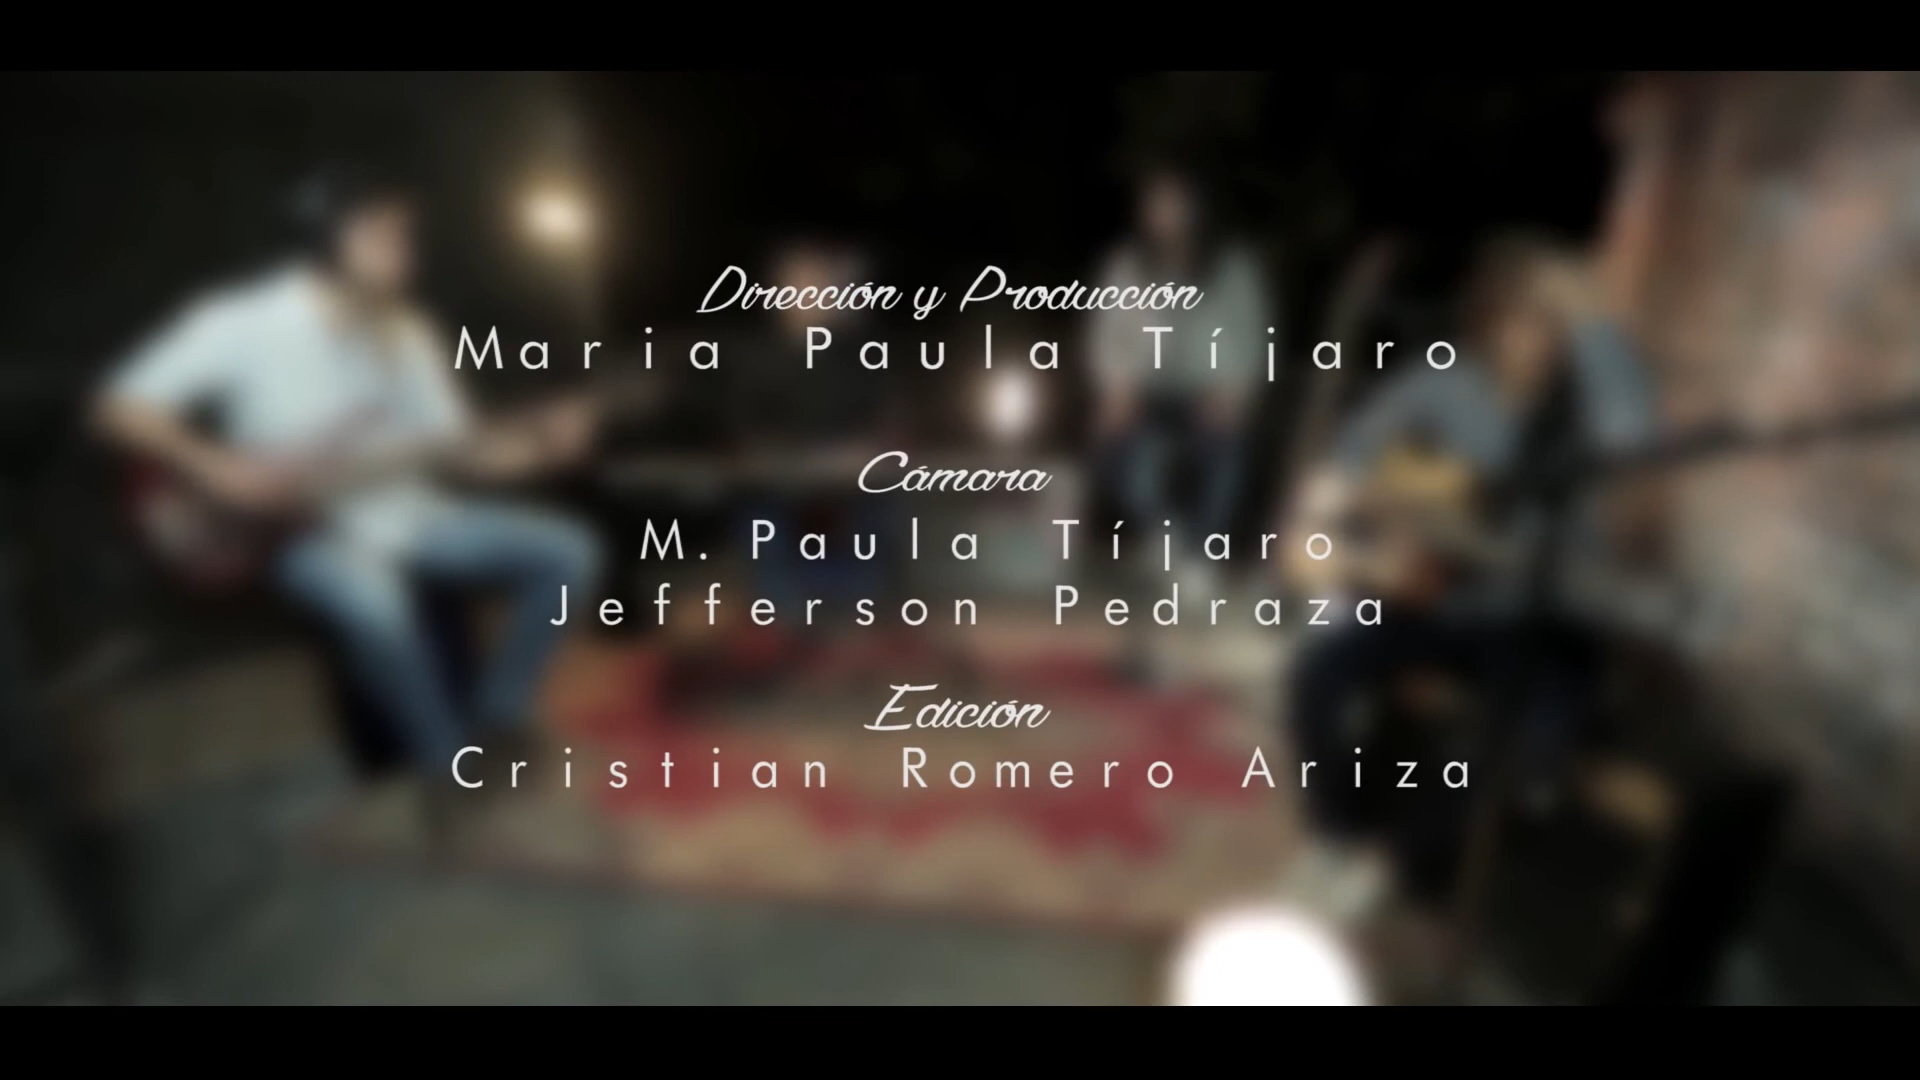 Dirección y Producción
Maria Paula Tíjaro
Cámara
M. Paula Tíjaro
Jefferson Pedraza
Edición
Cristian Romero Ariza